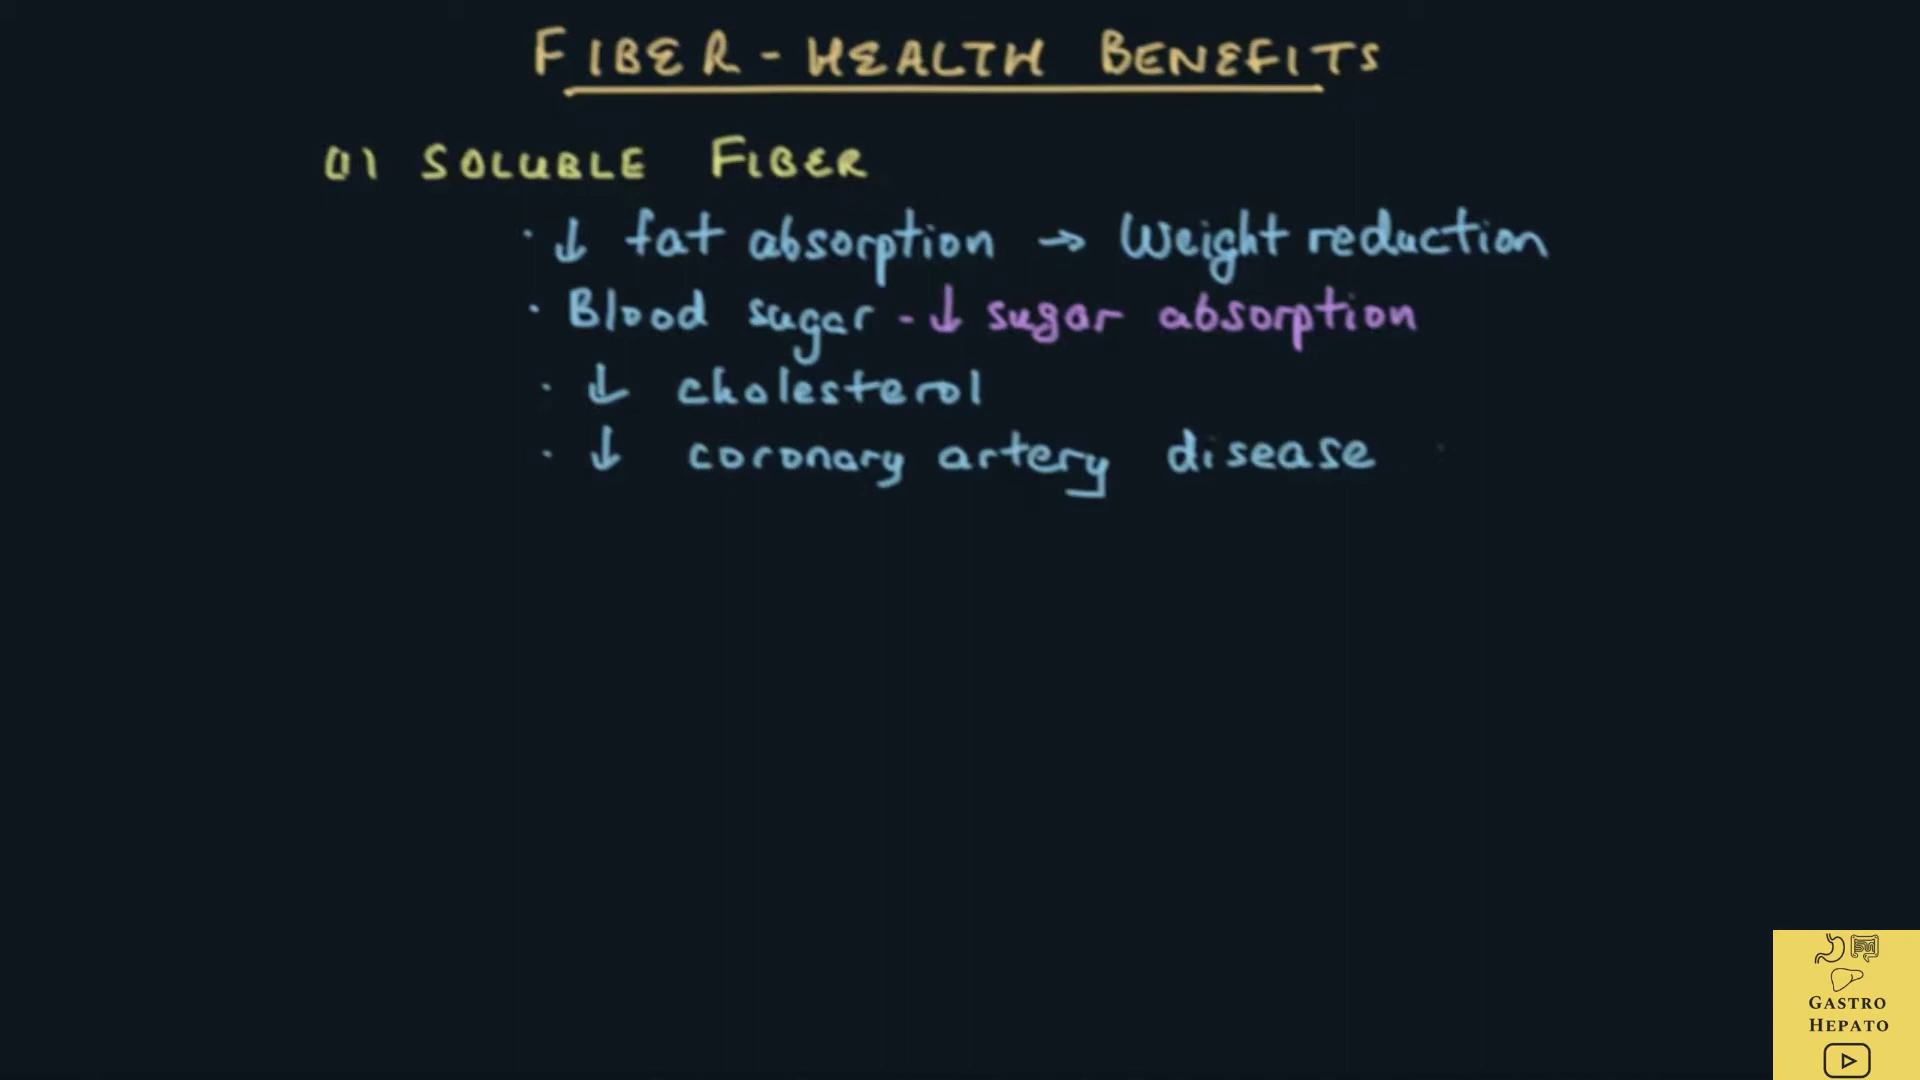 FIBER - HEALTH BENEFITS
01 SOLUBLE FIBER
· ↓ fat absorption → Weight reduction
· Blood sugar - ↓ sugar absorption
· ↓ cholesterol
· ↓ coronary artery disease
GASTRO
HEPATO